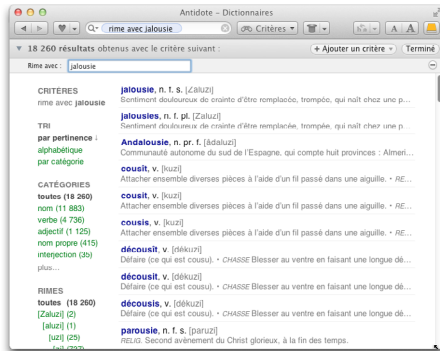 Antidote – Dictionnaires
rime avec jalousie
Critères
A A
18 260 résultats obtenus avec le critère suivant :
+ Ajouter un critère
Terminé
Rime avec : jalousie
CRITÈRES
rime avec jalousie
TRI
par pertinence ↓
alphabétique
par catégorie
CATÉGORIES
toutes (18 260)
nom (11 883)
verbe (4 736)
adjectif (1 125)
nom propre (415)
interjection (35)
plus…
RIMES
toutes (18 260)
[Zaluzi] (2)
[aluzi] (1)
[uzi] (25)
[zi] (727)
jalousie, n. f. s. [Zaluzi]
Sentiment douloureux de crainte d’être remplacée, trompée, qui naît chez une p…
jalousies, n. f. pl. [Zaluzi]
Sentiment douloureux de crainte d’être remplacée, trompée, qui naît chez une p…
Andalousie, n. pr. f. [ādaluzi]
Communauté autonome du sud de l’Espagne, qui compte huit provinces : Almerí…
cousît, v. [kuzi]
Attacher ensemble diverses pièces à l’aide d’un fil passé dans une aiguille. • RE…
cousit, v. [kuzi]
Attacher ensemble diverses pièces à l’aide d’un fil passé dans une aiguille. • RE…
cousis, v. [kuzi]
Attacher ensemble diverses pièces à l’aide d’un fil passé dans une aiguille. • RE…
décousît, v. [dékuzi]
Défaire (ce qui est cousu). • CHASSE Blesser au ventre en faisant une longue dé…
décousit, v. [dékuzi]
Défaire (ce qui est cousu). • CHASSE Blesser au ventre en faisant une longue dé…
décousis, v. [dékuzi]
Défaire (ce qui est cousu). • CHASSE Blesser au ventre en faisant une longue dé…
parousie, n. f. s. [paruzi]
RELIG. Second avènement du Christ glorieux, à la fin des temps.